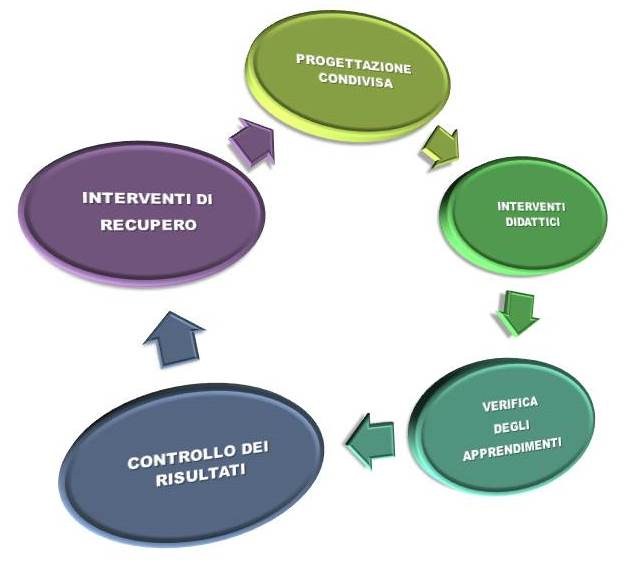 PROGETTAZIONE
CONDIVISA
INTERVENTI
DIDATTICI
VERIFICA
DEGLI
APPRENDIMENTI
CONTROLLO DEI
RISULTATI
INTERVENTI DI
RECUPERO